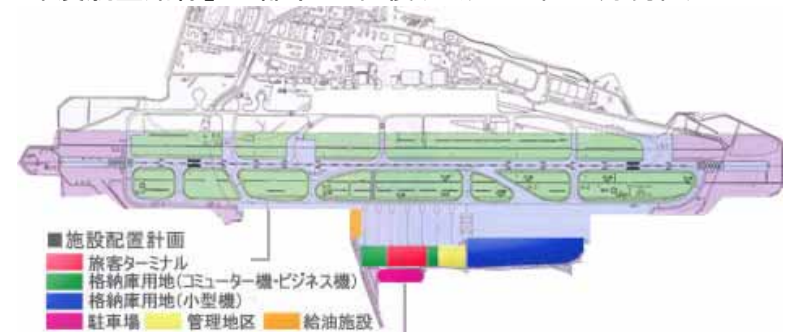 ■施設配置計画
旅客ターミナル
格納庫用地(コミューター機・ビジネス機)
格納庫用地(小型機)
駐車場 管理地区 給油施設